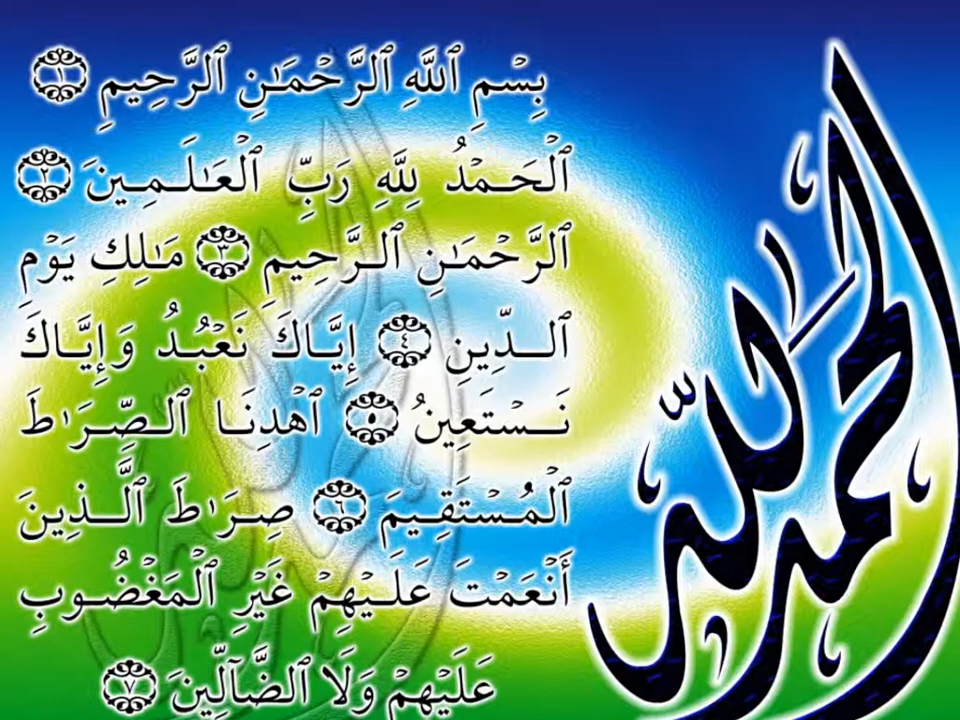 بِسْمِ ٱللَّهِ ٱلرَّحْمَـٰنِ ٱلرَّحِيمِ ١
ٱلْحَمْدُ لِلَّهِ رَبِّ ٱلْعَـٰلَمِينَ ٢
ٱلرَّحْمَـٰنِ ٱلرَّحِيمِ ٣ مَـٰلِكِ يَوْمِ
ٱلدِّينِ ٤ إِيَّاكَ نَعْبُدُ وَإِيَّاكَ
نَسْتَعِينُ ٥ ٱهْدِنَا ٱلصِّرَٰطَ
ٱلْمُسْتَقِيمَ ٦ صِرَٰطَ ٱلَّذِينَ
أَنْعَمْتَ عَلَيْهِمْ غَيْرِ ٱلْمَغْضُوبِ
عَلَيْهِمْ وَلَا ٱلضَّآلِّينَ ٧
الحمد لله